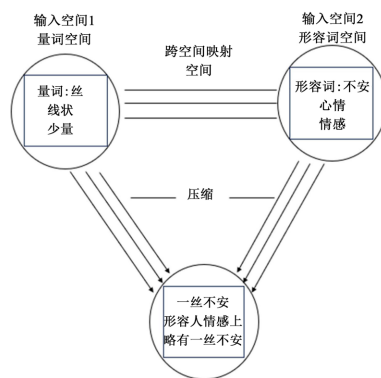 输入空间1
量词空间
输入空间2
形容词空间
跨空间映射
空间
量词:丝
线状
少量
形容词:不安
心情
情感
压缩
一丝不安
形容人情感上
略有一丝不安